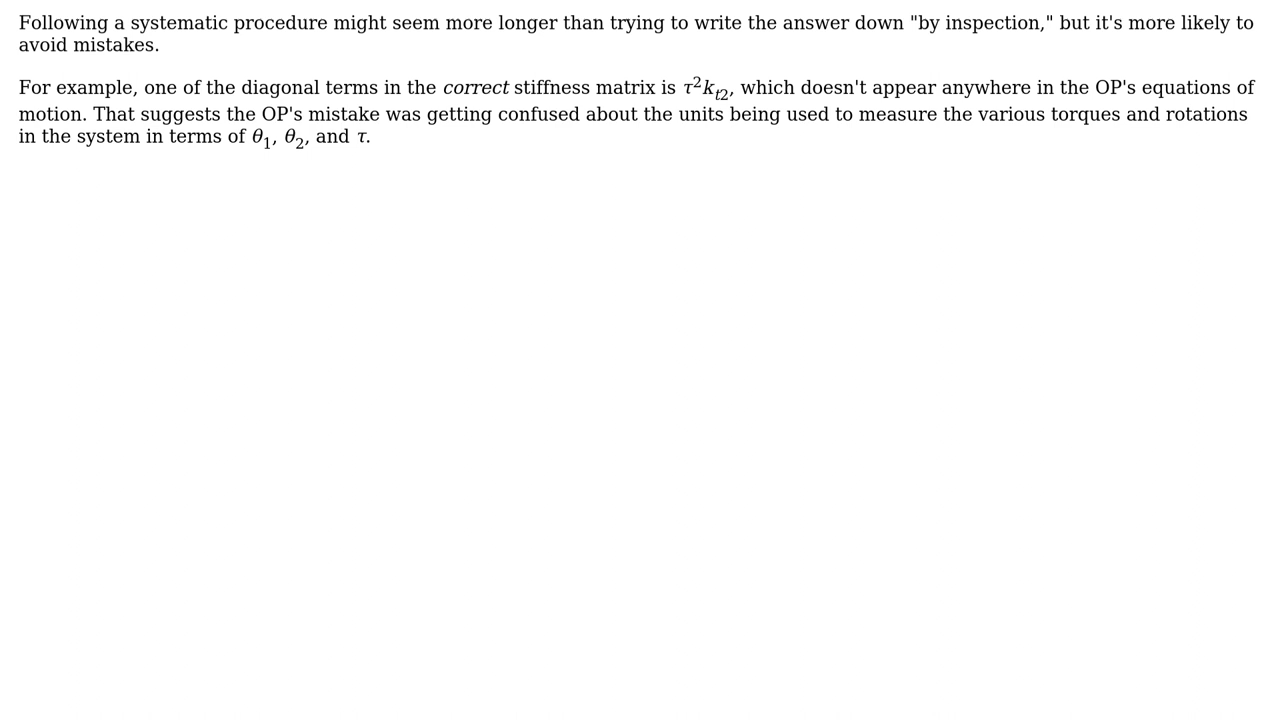 Following a systematic procedure might seem more longer than trying to write the answer down "by inspection," but it's more likely to
avoid mistakes.
For example, one of the diagonal terms in the correct stiffness matrix is τ²kₜ₂, which doesn't appear anywhere in the OP's equations of
motion. That suggests the OP's mistake was getting confused about the units being used to measure the various torques and rotations
in the system in terms of θ₁, θ₂, and τ.